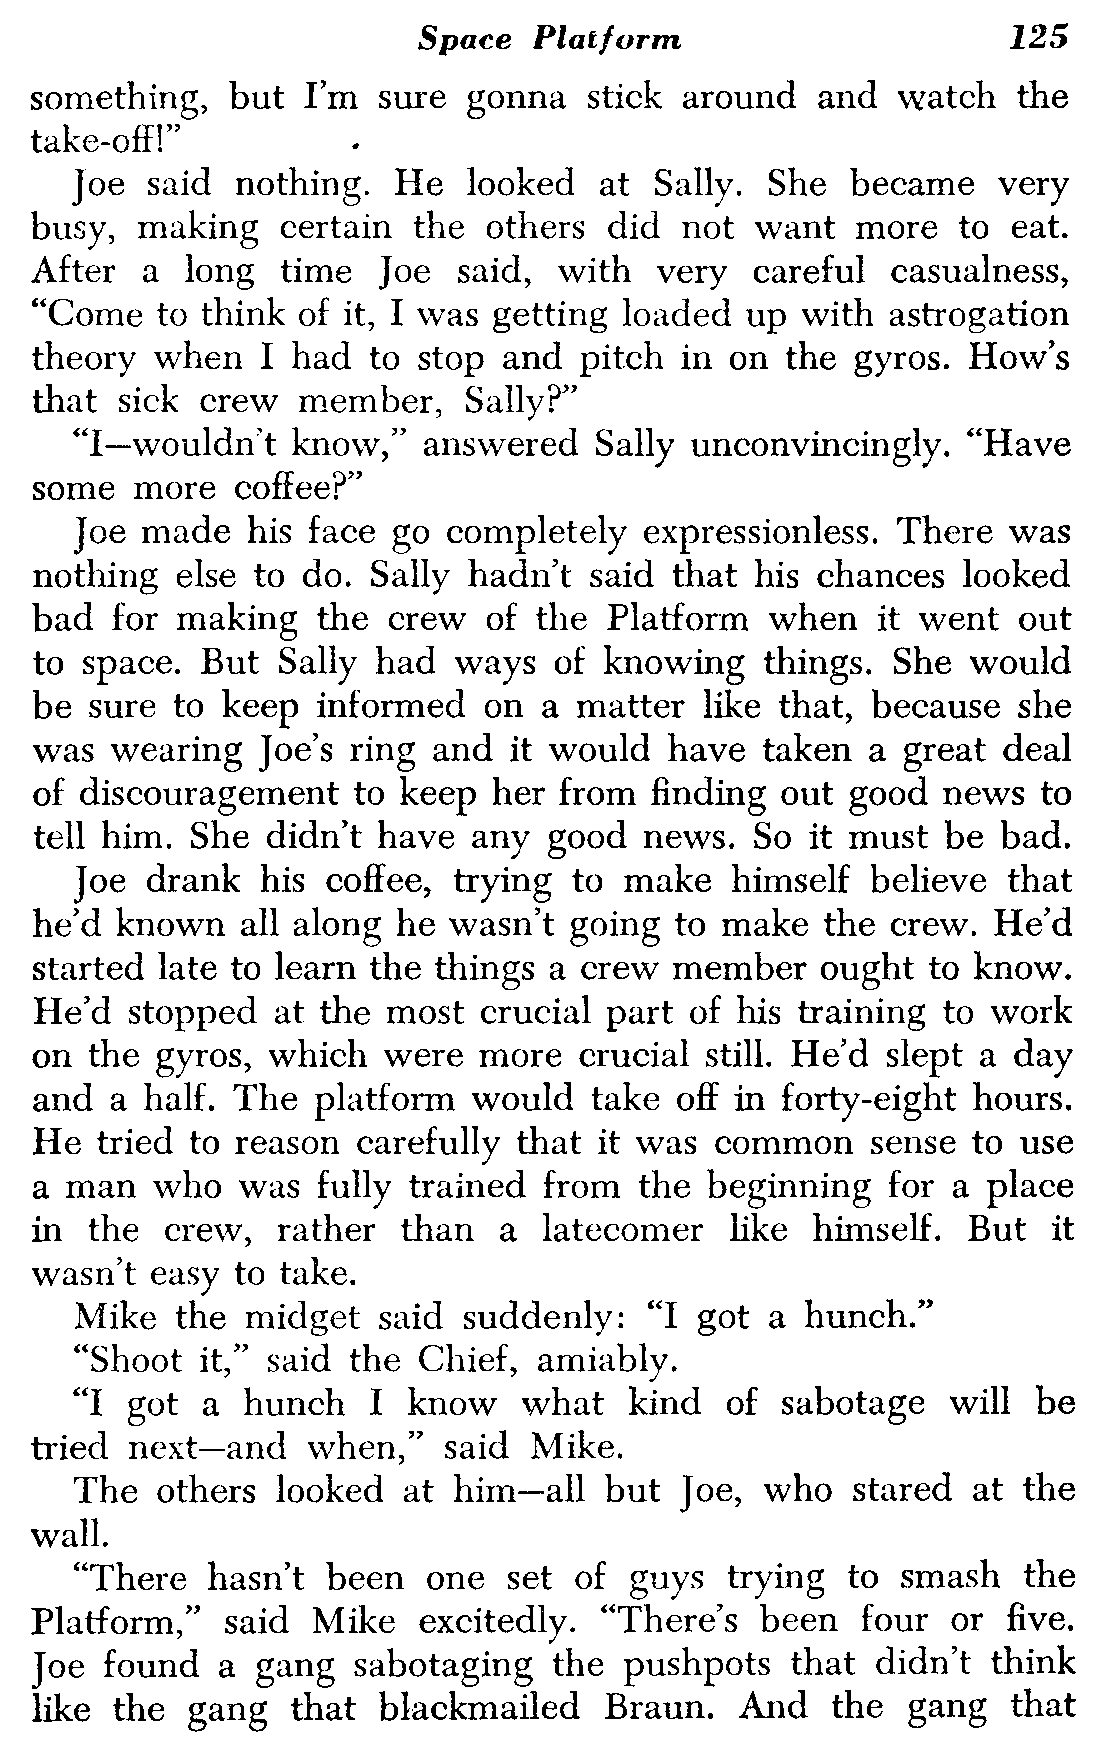 Space Platform 125
something, but I'm sure gonna stick around and watch the
take-off!”
Joe said nothing. He looked at Sally. She became very
busy, making certain the others did not want more to eat.
After a long time Joe said, with very careful casualness,
“Come to think of it, I was getting loaded up with astrogation
theory when I had to stop and pitch in on the gyros. How's
that sick crew member, Sally?”
“I—wouldn't know,” answered Sally unconvincingly. “Have
some more coffee?”
Joe made his face go completely expressionless. There was
nothing else to do. Sally hadn't said that his chances looked
bad for making the crew of the Platform when it went out
to space. But Sally had ways of knowing things. She would
be sure to keep informed on a matter like that, because she
was wearing Joe's ring and it would have taken a great deal
of discouragement to keep her from finding out good news to
tell him. She didn't have any good news. So it must be bad.
Joe drank his coffee, trying to make himself believe that
he'd known all along he wasn't going to make the crew. He'd
started late to learn the things a crew member ought to know.
He'd stopped at the most crucial part of his training to work
on the gyros, which were more crucial still. He'd slept a day
and a half. The platform would take off in forty-eight hours.
He tried to reason carefully that it was common sense to use
a man who was fully trained from the beginning for a place
in the crew, rather than a latecomer like himself. But it
wasn't easy to take.
Mike the midget said suddenly: “I got a hunch.”
“Shoot it,” said the Chief, amiably.
“I got a hunch I know what kind of sabotage will be
tried next—and when,” said Mike.
The others looked at him—all but Joe, who stared at the
wall.
“There hasn't been one set of guys trying to smash the
Platform,” said Mike excitedly. “There's been four or five.
Joe found a gang sabotaging the pushpots that didn't think
like the gang that blackmailed Braun. And the gang that